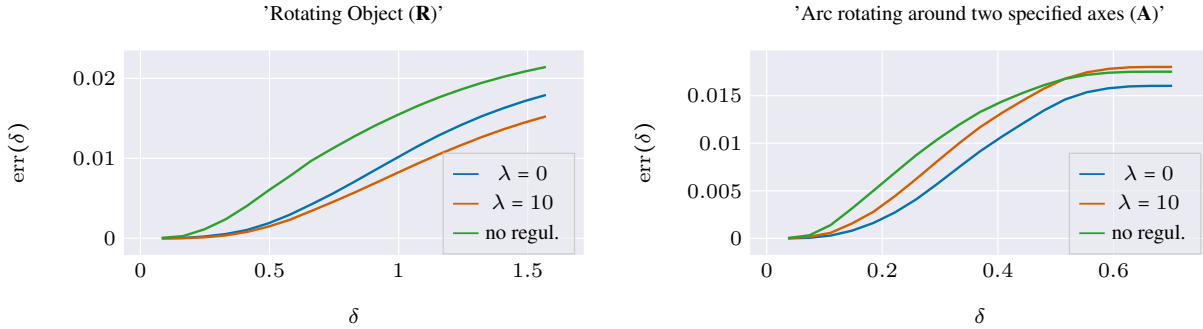 ’Rotating Object (R)’
0.02
0.01
0
err(δ)
λ = 0
λ = 10
no regul.
0
0.5
1
1.5
δ
’Arc rotating around two specified axes (A)’
0.015
0.01
0.005
0
err(δ)
λ = 0
λ = 10
no regul.
0
0.2
0.4
0.6
δ